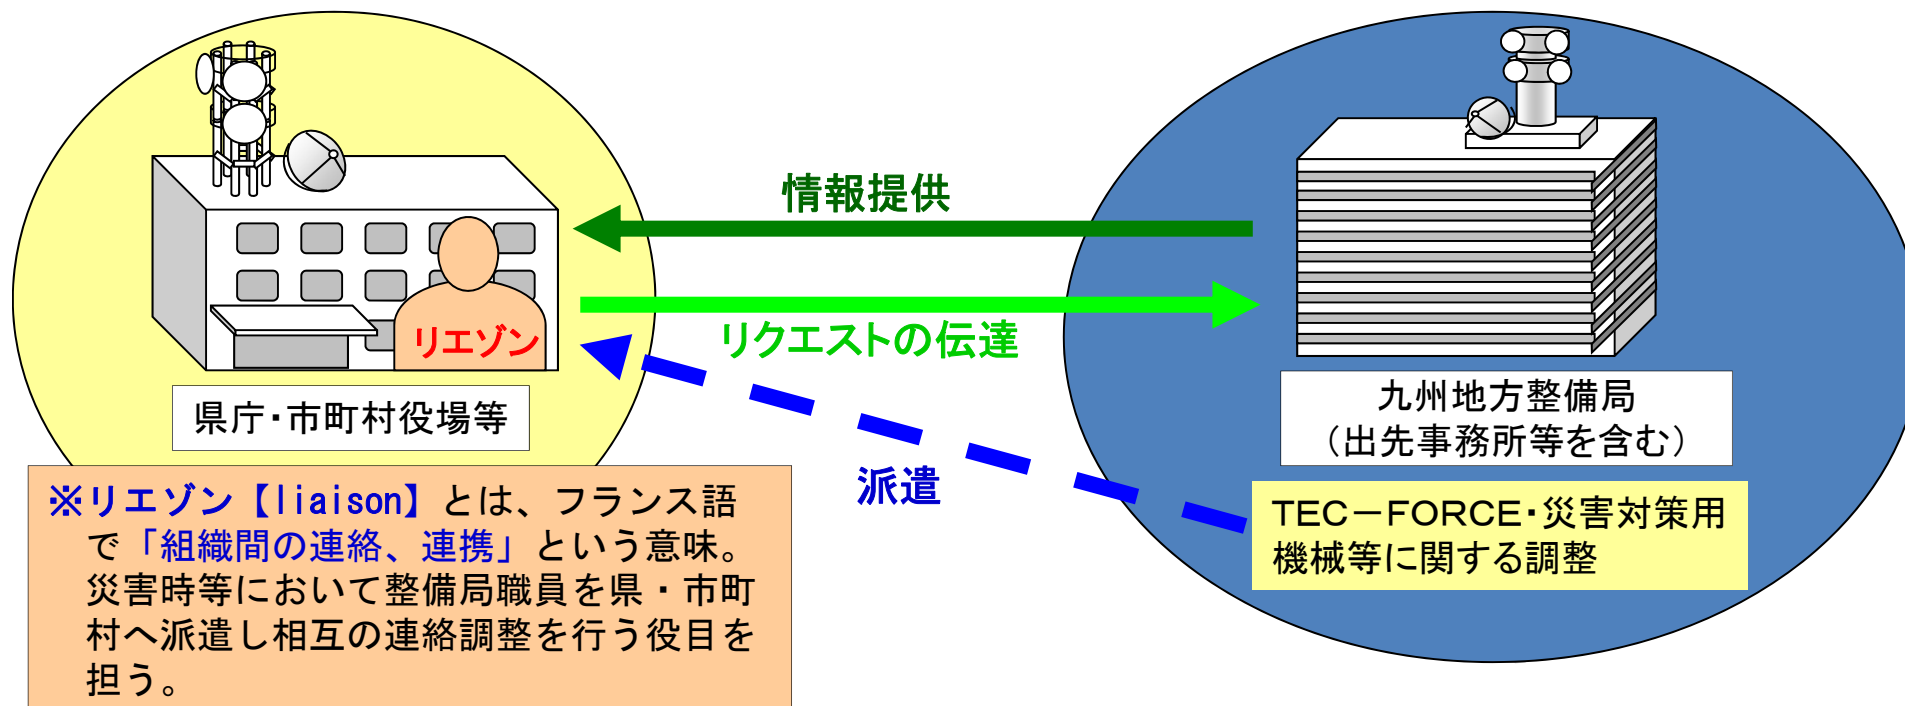 情報提供
リエゾン
リクエストの伝達
県庁・市町村役場等
九州地方整備局
（出先事務所等を含む）
派遣
※リエゾン【liaison】とは、フランス語
で「組織間の連絡、連携」という意味。
災害時等において整備局職員を県・市町
村へ派遣し相互の連絡調整を行う役目を
担う。
TEC－FORCE・災害対策用
機械等に関する調整